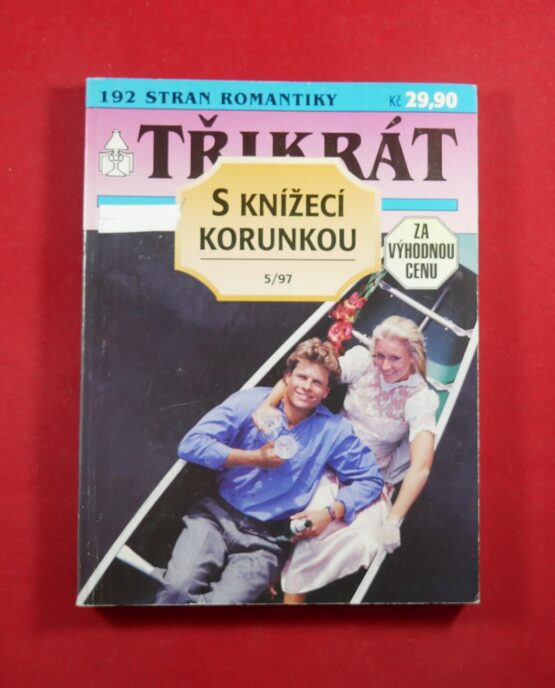 192 STRAN ROMANTIKY Kč 29,90
TŘIKRÁT
S KNÍŽECÍ
KORUNKOU
5/97
ZA
VÝHODNOU
CENU